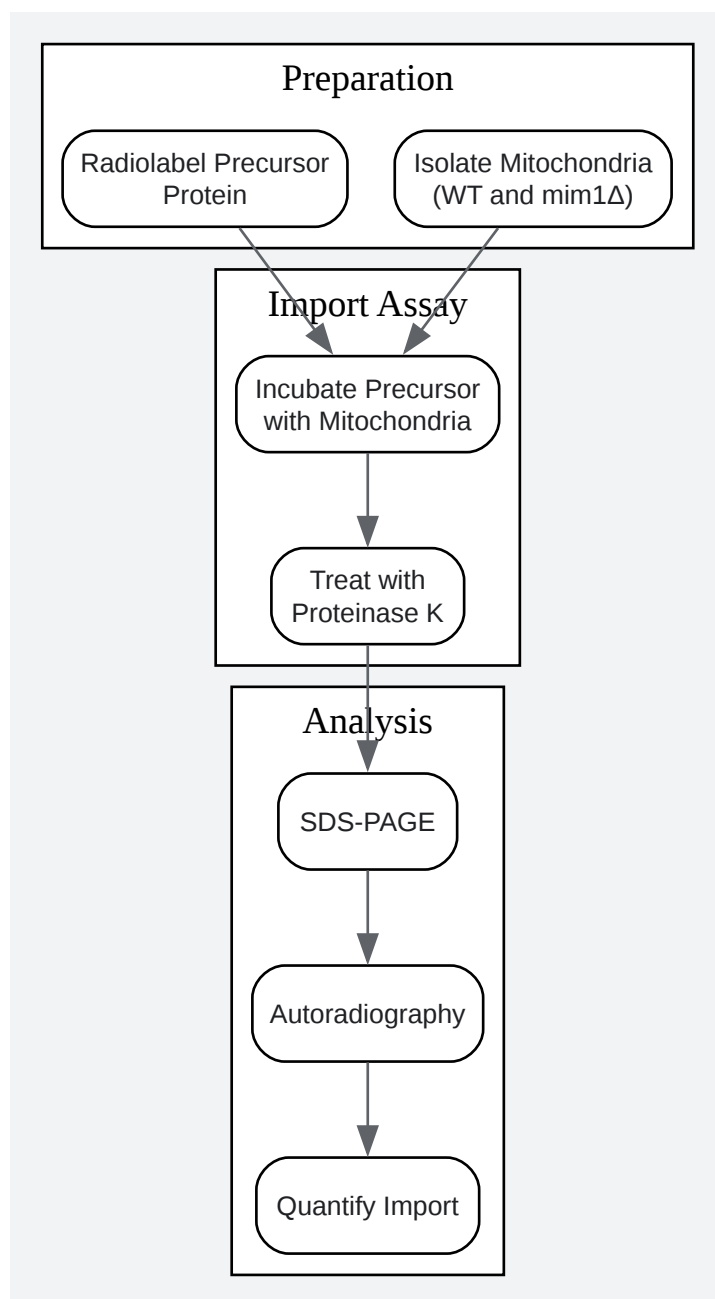 Preparation
Radiolabel Precursor
Protein
Isolate Mitochondria
(WT and mim1Δ)
Import Assay
Incubate Precursor
with Mitochondria
Treat with
Proteinase K
Analysis
SDS-PAGE
Autoradiography
Quantify Import